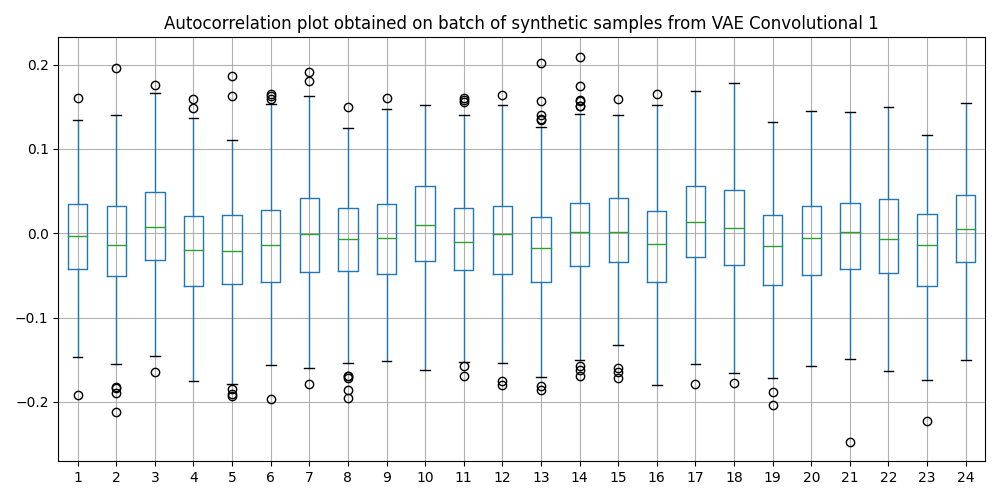 Autocorrelation plot obtained on batch of synthetic samples from VAE Convolutional 1
0.2
0.1
0.0
−0.1
−0.2
1 2 3 4 5 6 7 8 9 10 11 12 13 14 15 16 17 18 19 20 21 22 23 24